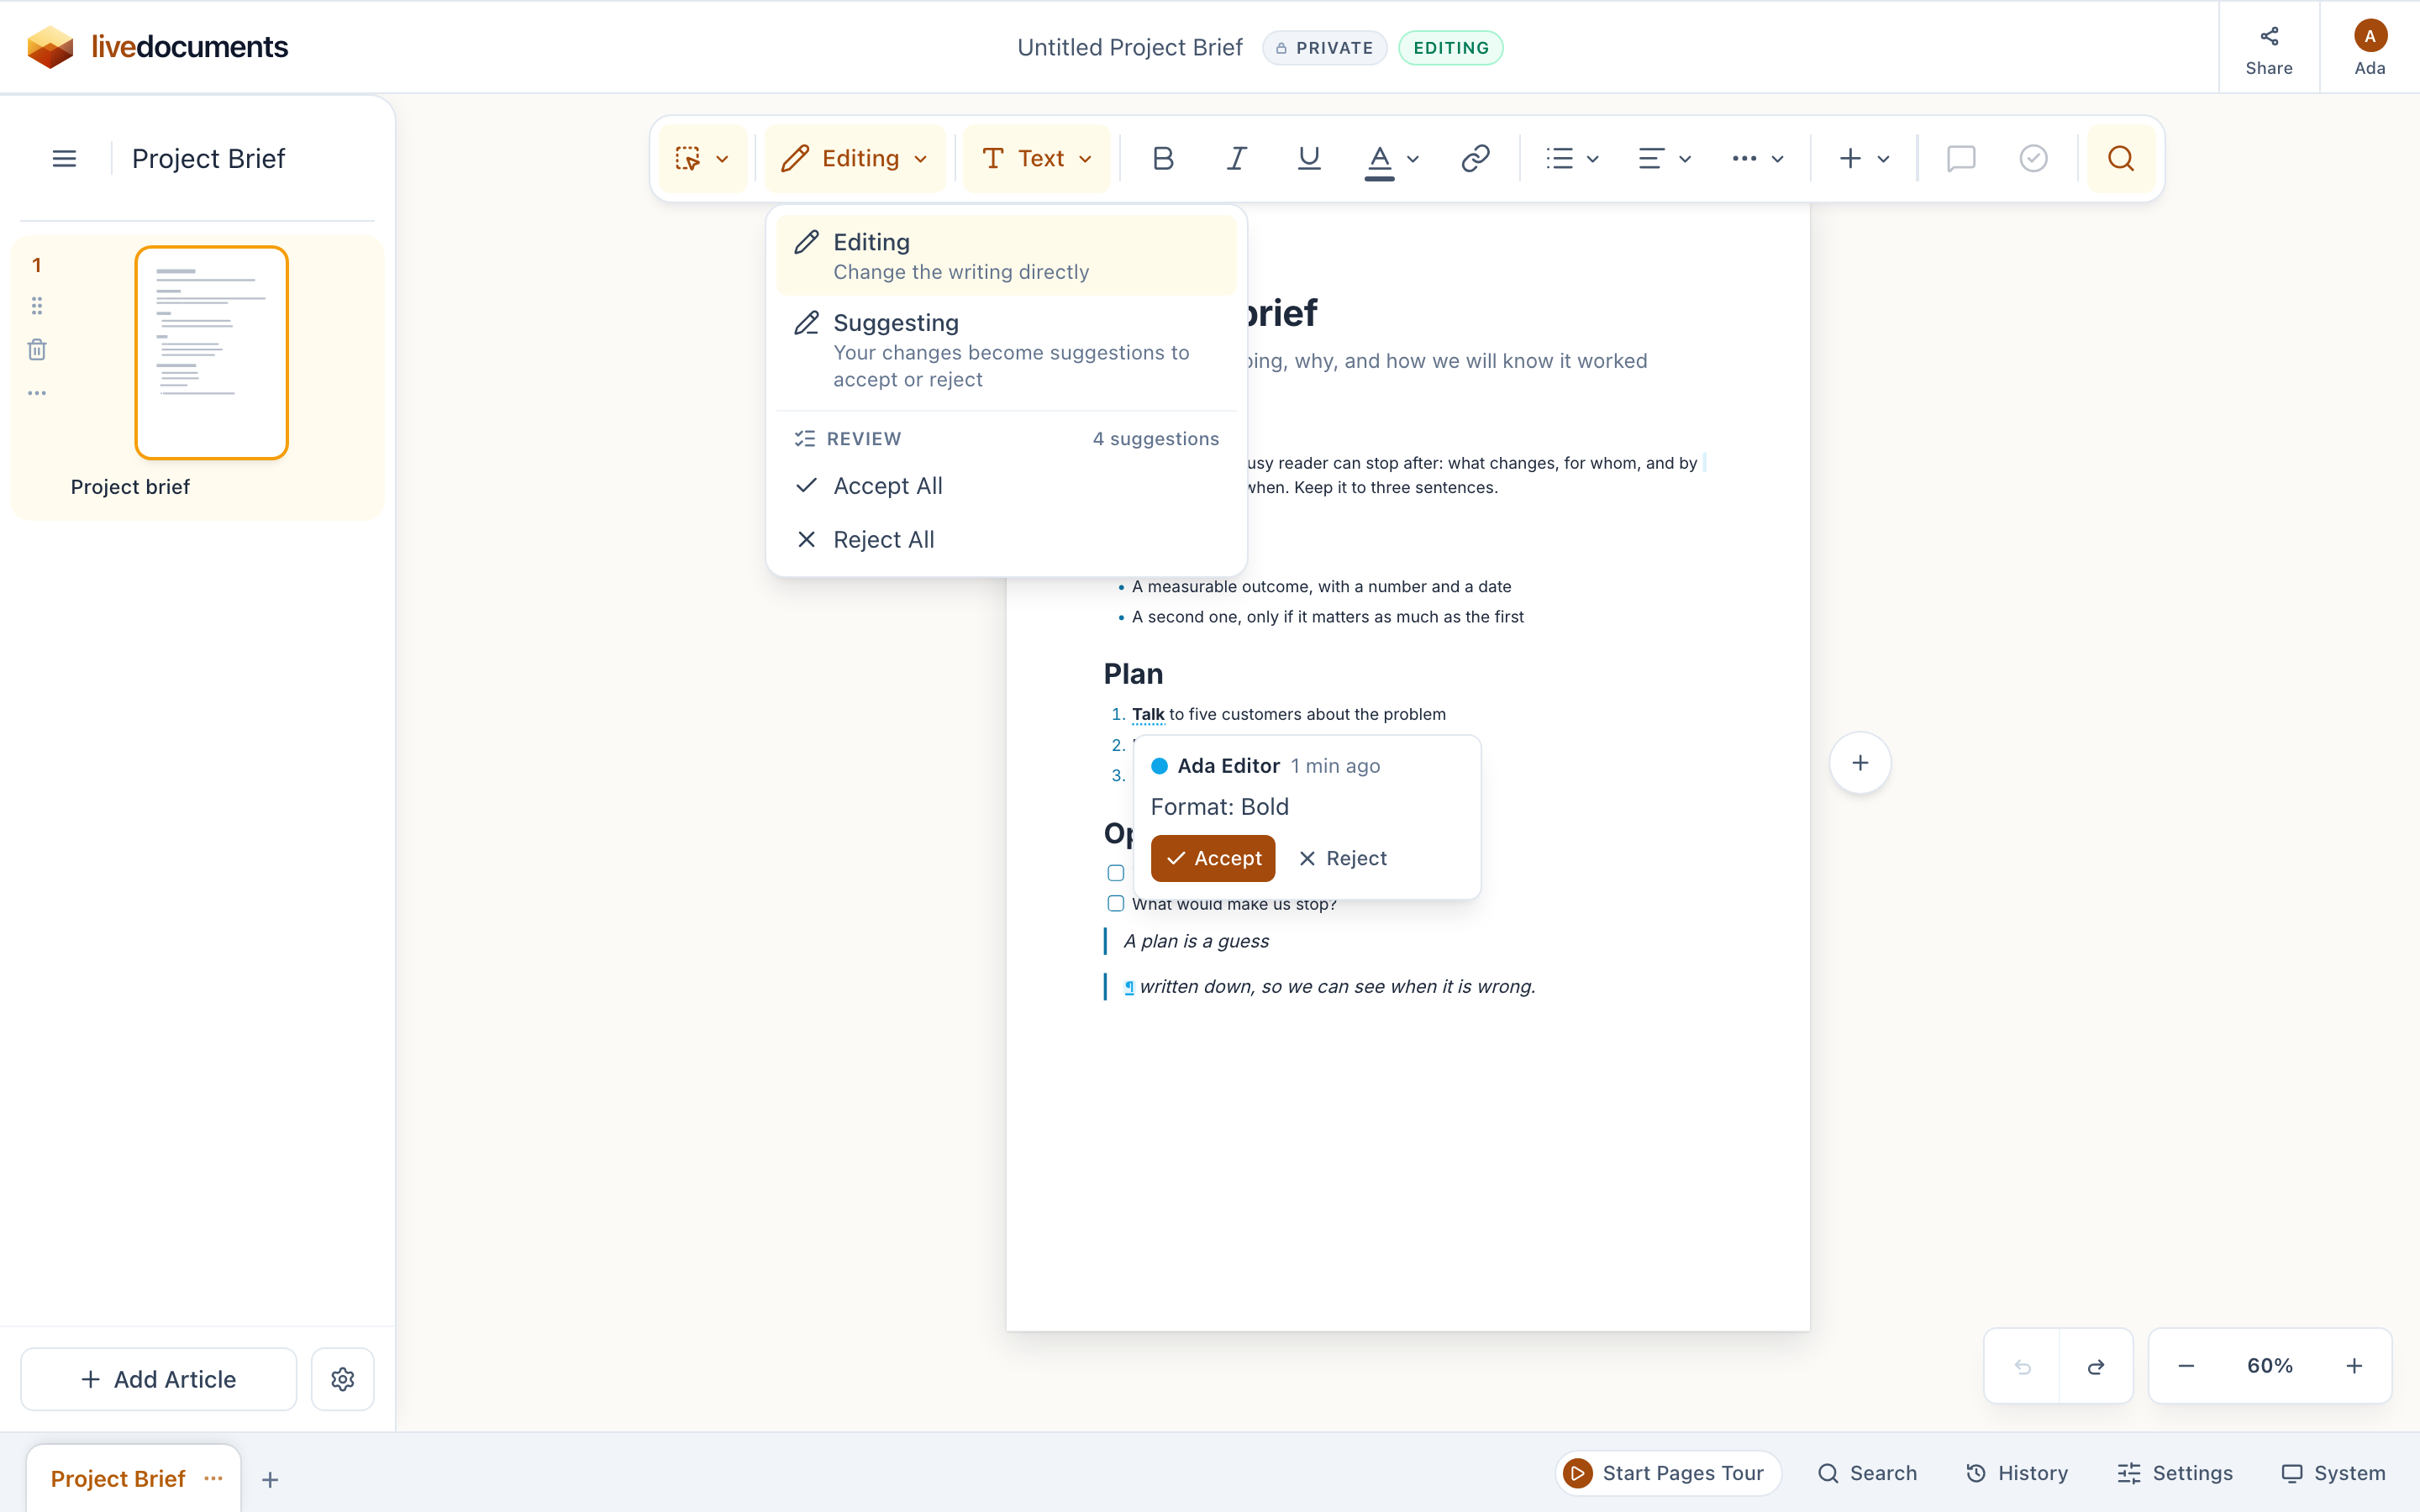 livedocuments
Untitled Project Brief
PRIVATE
EDITING
Share
A
Ada
Project Brief
Editing
Text
1
Project brief
Editing
Change the writing directly
Suggesting
Your changes become suggestions to
accept or reject
REVIEW
4 suggestions
Accept All
Reject All
brief
ing, why, and how we will know it worked
usy reader can stop after: what changes, for whom, and by
when. Keep it to three sentences.
• A measurable outcome, with a number and a date
• A second one, only if it matters as much as the first
Plan
1. Talk to five customers about the problem
2.
3.
Ada Editor 1 min ago
Format: Bold
Accept
Reject
Op
What would make us stop?
A plan is a guess
¶ written down, so we can see when it is wrong.
Add Article
60%
Project Brief
Start Pages Tour
Search
History
Settings
System